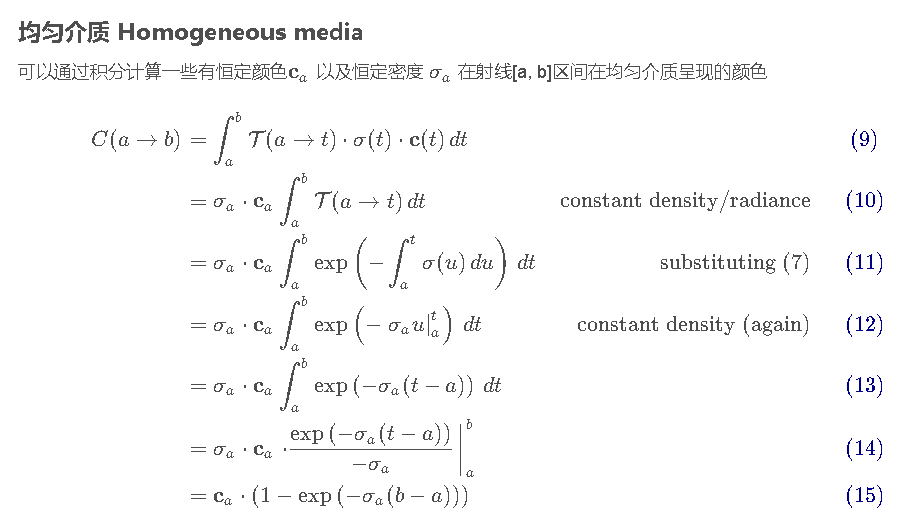 均匀介质 Homogeneous media
可以通过积分计算一些有恒定颜色c_a 以及恒定密度 σ_a 在射线[a, b]区间在均匀介质呈现的颜色
C(a → b) = ∫_a^b 𝒯(a → t) · σ(t) · c(t) dt (9)
= σ_a · c_a ∫_a^b 𝒯(a → t) dt constant density/radiance (10)
= σ_a · c_a ∫_a^b exp(−∫_a^t σ(u) du) dt substituting (7) (11)
= σ_a · c_a ∫_a^b exp(− σ_a u|_a^t) dt constant density (again) (12)
= σ_a · c_a ∫_a^b exp(−σ_a(t − a)) dt (13)
= σ_a · c_a · exp(−σ_a(t − a)) / −σ_a |_a^b (14)
= c_a · (1 − exp(−σ_a(b − a))) (15)